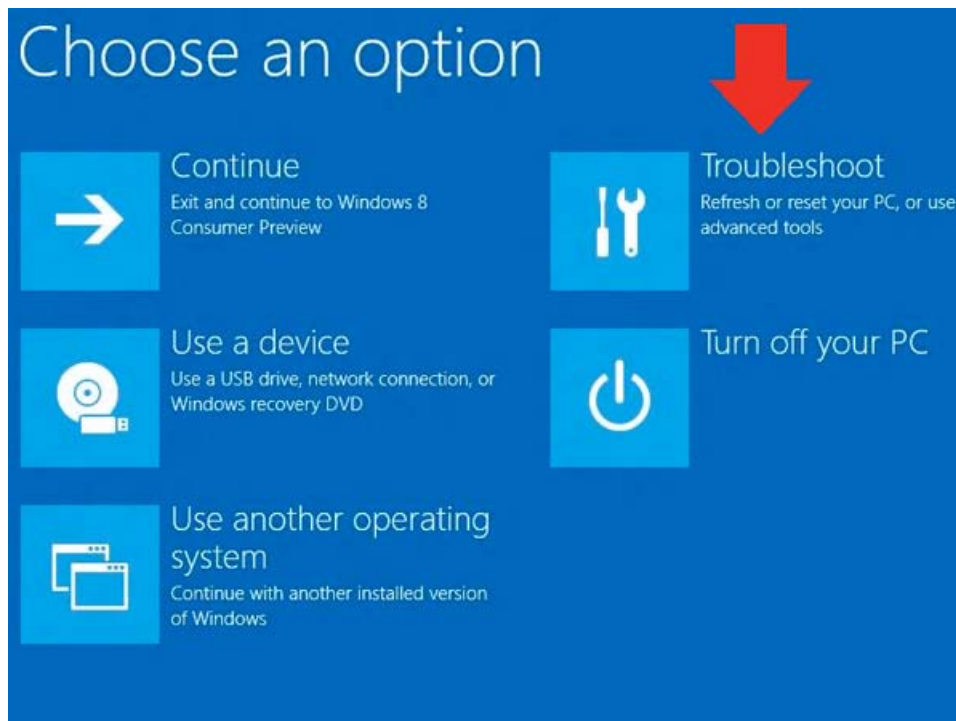 Choose an option
Continue
Exit and continue to Windows 8
Consumer Preview
Use a device
Use a USB drive, network connection, or
Windows recovery DVD
Use another operating
system
Continue with another installed version
of Windows
Troubleshoot
Refresh or reset your PC, or use
advanced tools
Turn off your PC